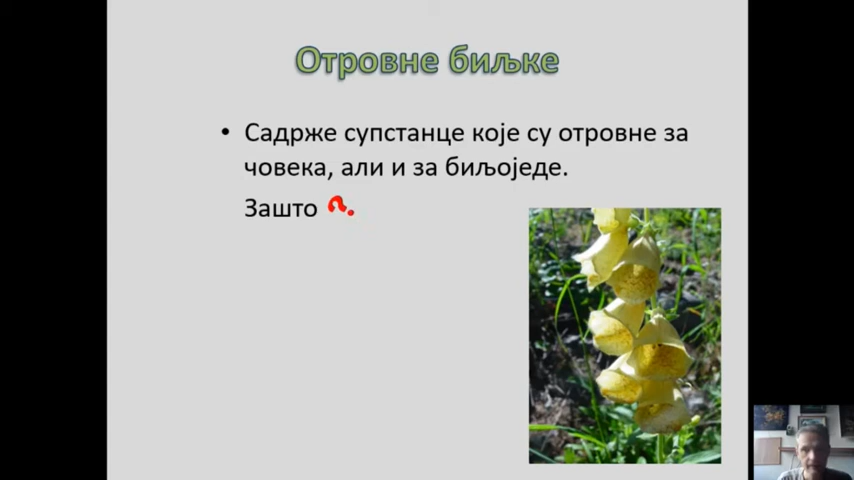 Отровне биљке
• Садрже супстанце које су отровне за
човека, али и за биљоједе.
Зашто ?